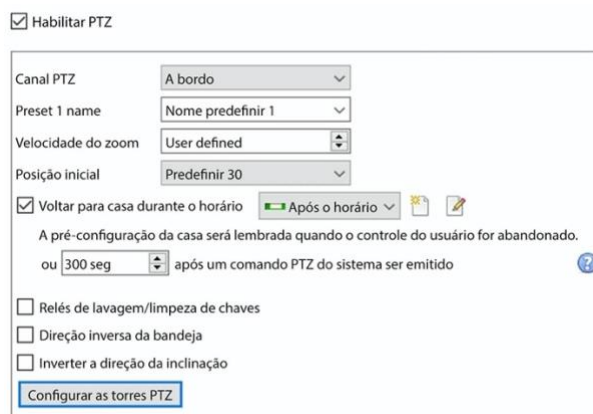 Habilitar PTZ
Canal PTZ A bordo
Preset 1 name Nome predefinir 1
Velocidade do zoom User defined
Posição inicial Predefinir 30
Voltar para casa durante o horário Após o horário
A pré-configuração da casa será lembrada quando o controle do usuário for abandonado.
ou 300 seg após um comando PTZ do sistema ser emitido ?
Relés de lavagem/limpeza de chaves
Direção inversa da bandeja
Inverter a direção da inclinação
Configurar as torres PTZ